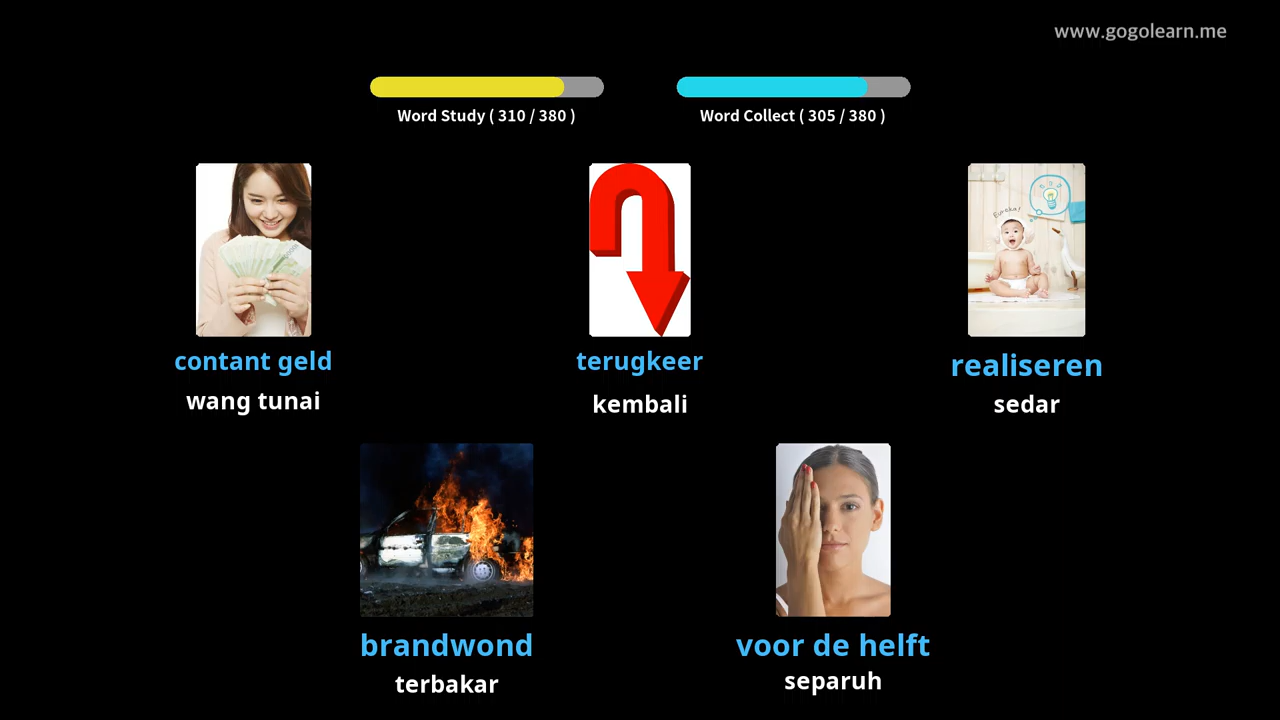 www.gogolearn.me
Word Study ( 310 / 380 )
Word Collect ( 305 / 380 )
Eureka!
contant geld
terugkeer
realiseren
wang tunai
kembali
sedar
brandwond
voor de helft
terbakar
separuh